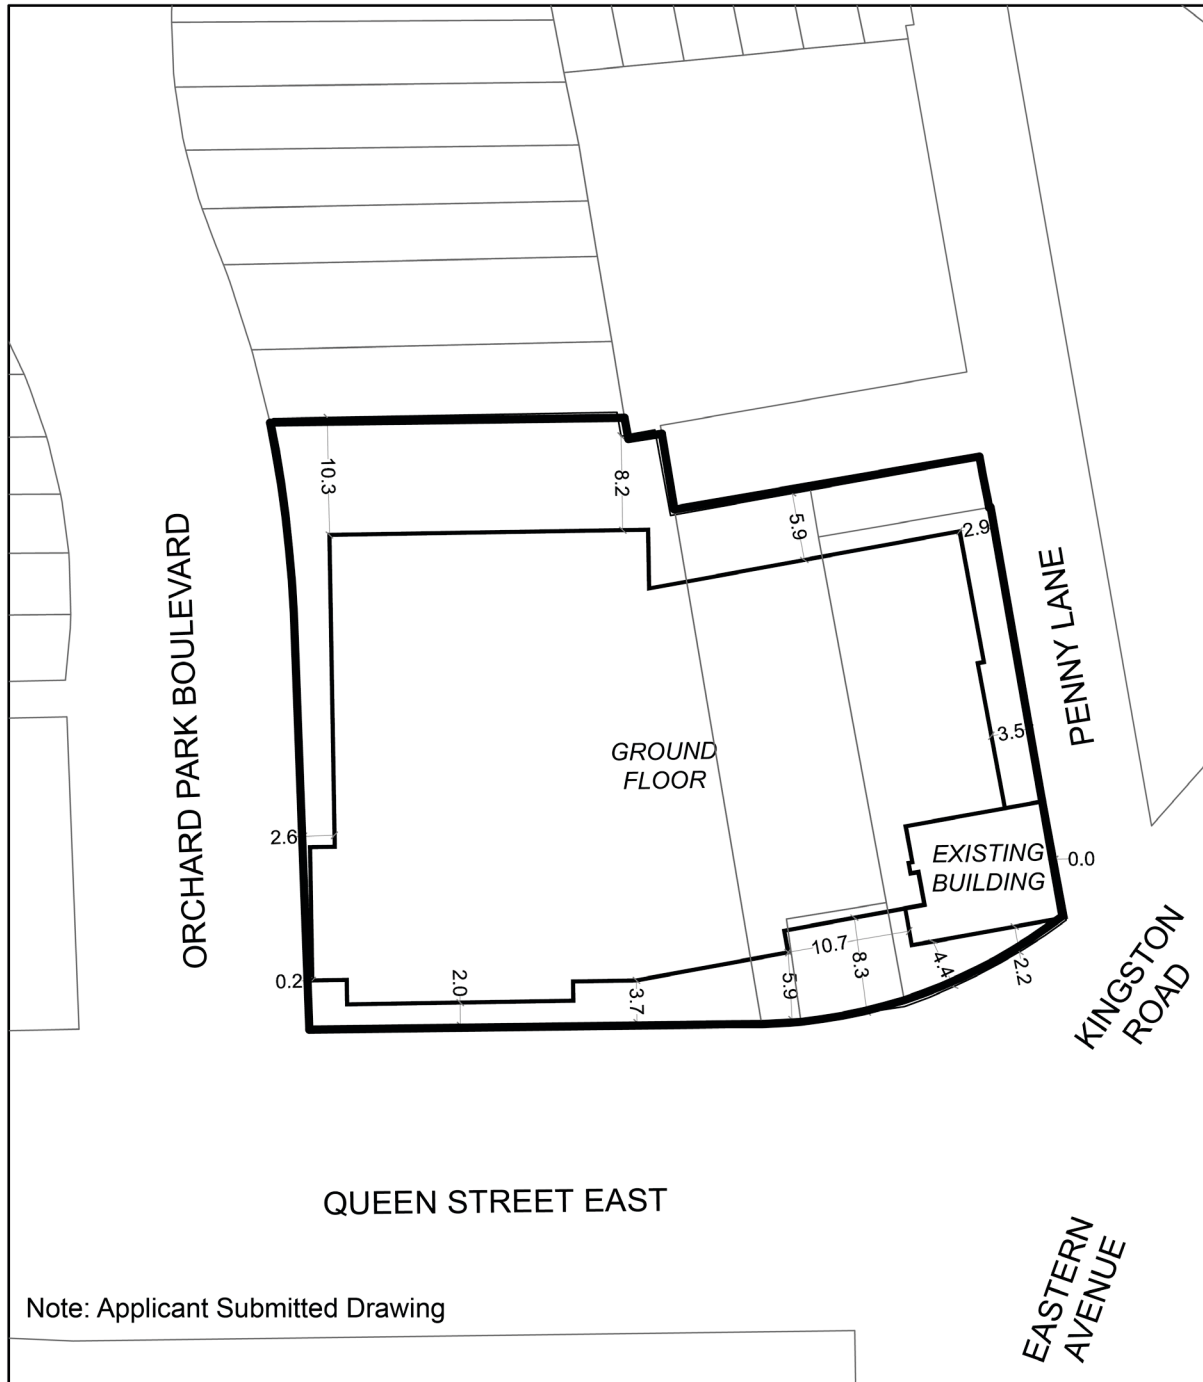 10.3
8.2
5.9
2.9
ORCHARD PARK BOULEVARD
PENNY LANE
3.5
GROUND
FLOOR
2.6
EXISTING
BUILDING
0.0
10.7
8.3
4.4
2.2
5.9
0.2
2.0
3.7
KINGSTON
ROAD
QUEEN STREET EAST
EASTERN
AVENUE
Note: Applicant Submitted Drawing